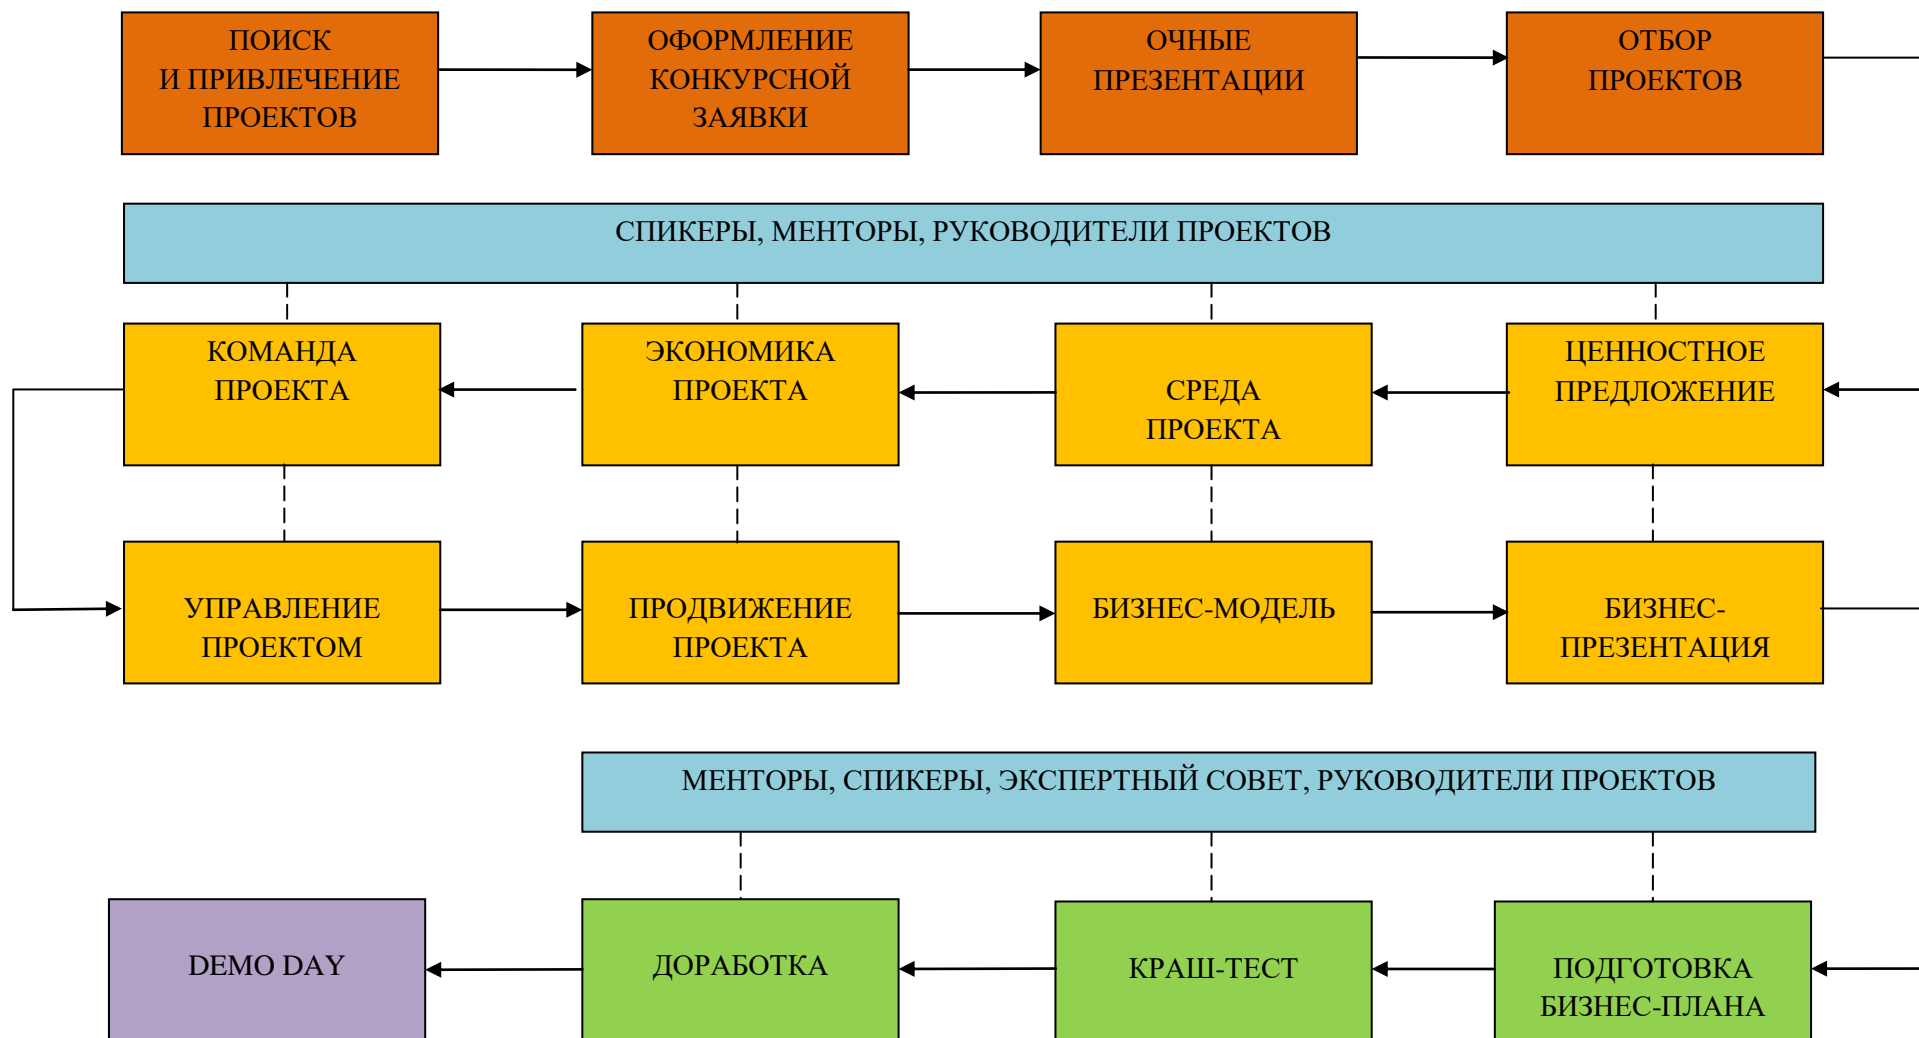 ПОИСК
И ПРИВЛЕЧЕНИЕ
ПРОЕКТОВ
ОФОРМЛЕНИЕ
КОНКУРСНОЙ
ЗАЯВКИ
ОЧНЫЕ
ПРЕЗЕНТАЦИИ
ОТБОР
ПРОЕКТОВ
СПИКЕРЫ, МЕНТОРЫ, РУКОВОДИТЕЛИ ПРОЕКТОВ
КОМАНДА
ПРОЕКТА
ЭКОНОМИКА
ПРОЕКТА
СРЕДА
ПРОЕКТА
ЦЕННОСТНОЕ
ПРЕДЛОЖЕНИЕ
УПРАВЛЕНИЕ
ПРОЕКТОМ
ПРОДВИЖЕНИЕ
ПРОЕКТА
БИЗНЕС-МОДЕЛЬ
БИЗНЕС-
ПРЕЗЕНТАЦИЯ
МЕНТОРЫ, СПИКЕРЫ, ЭКСПЕРТНЫЙ СОВЕТ, РУКОВОДИТЕЛИ ПРОЕКТОВ
DEMO DAY
ДОРАБОТКА
КРАШ-ТЕСТ
ПОДГОТОВКА
БИЗНЕС-ПЛАНА